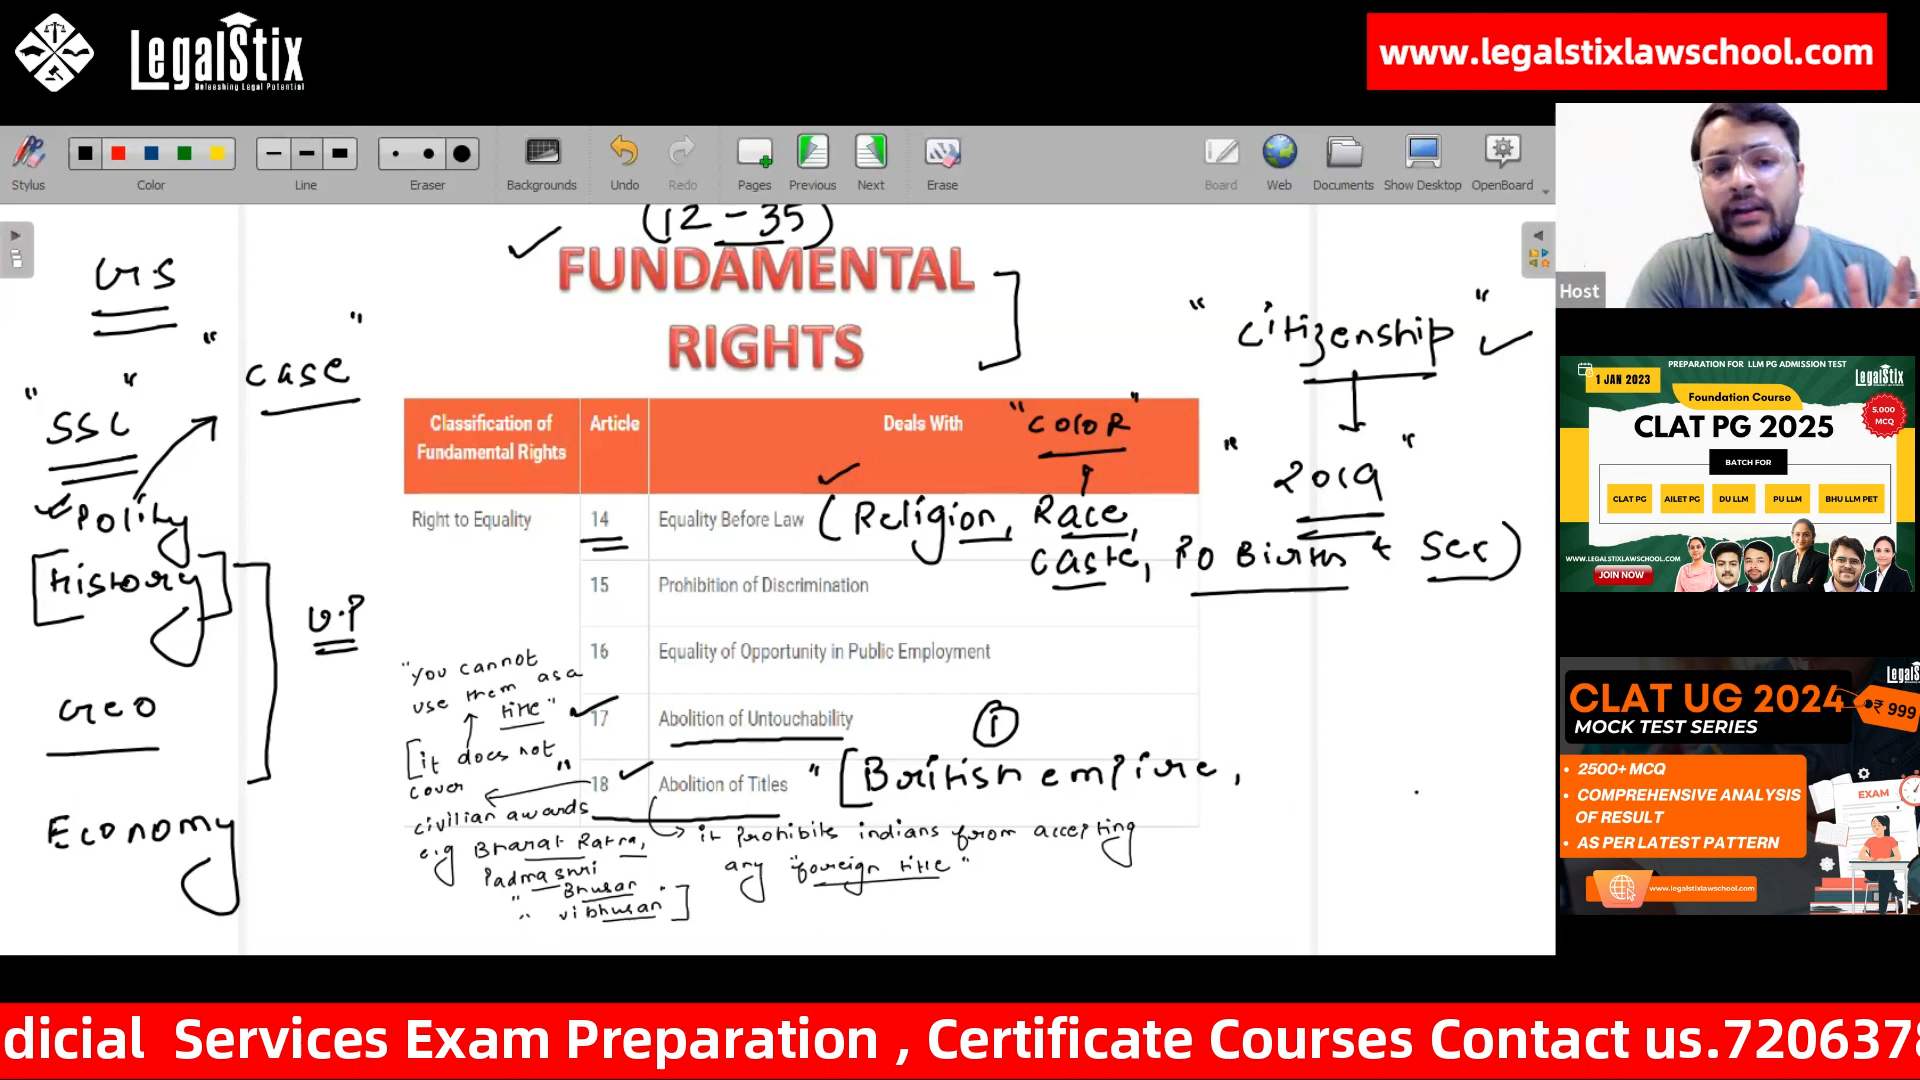 LegalStix
Unleashing Legal Potential
www.legalstixlawschool.com
Stylus
Color
Line
Eraser
Backgrounds
Undo
Redo
Pages
Previous
Next
Erase
Board
Web
Documents
Show Desktop
OpenBoard
Host
(12 - 35)
FUNDAMENTAL
RIGHTS
"case"
"SSC"
Polity
[History]
Geo
Economy
U.P
"citizenship"
"2019"
Classification of Fundamental Rights
Article
Deals With
"color"
Right to Equality
14
Equality Before Law
(Religion, Race,
caste, PO Birth & Sex)
15
Prohibition of Discrimination
16
Equality of Opportunity in Public Employment
17
Abolition of Untouchability
1
18
Abolition of Titles
"[British empire,
"you cannot
use them as a
title"
[it does not
cover
civilian awards
e.g Bharat Ratna,
Padma shri
" Bhusan
" vibhusan"]
it prohibits indians from accepting
any "foreign title"
1 JAN 2023
PREPARATION FOR LLM PG ADMISSION TEST
LegalStix
Foundation Course
5,000
MCQ
CLAT PG 2025
BATCH FOR
CLAT PG
AILET PG
DU LLM
PU LLM
BHU LLM PET
WWW.LEGALSTIXLAWSCHOOL.COM
JOIN NOW
LegalS
CLAT UG 2024
₹ 999
MOCK TEST SERIES
• 2500+ MCQ
• COMPREHENSIVE ANALYSIS
OF RESULT
• AS PER LATEST PATTERN
EXAM
www.legalstixlawschool.com
dicial Services Exam Preparation , Certificate Courses Contact us.7206378